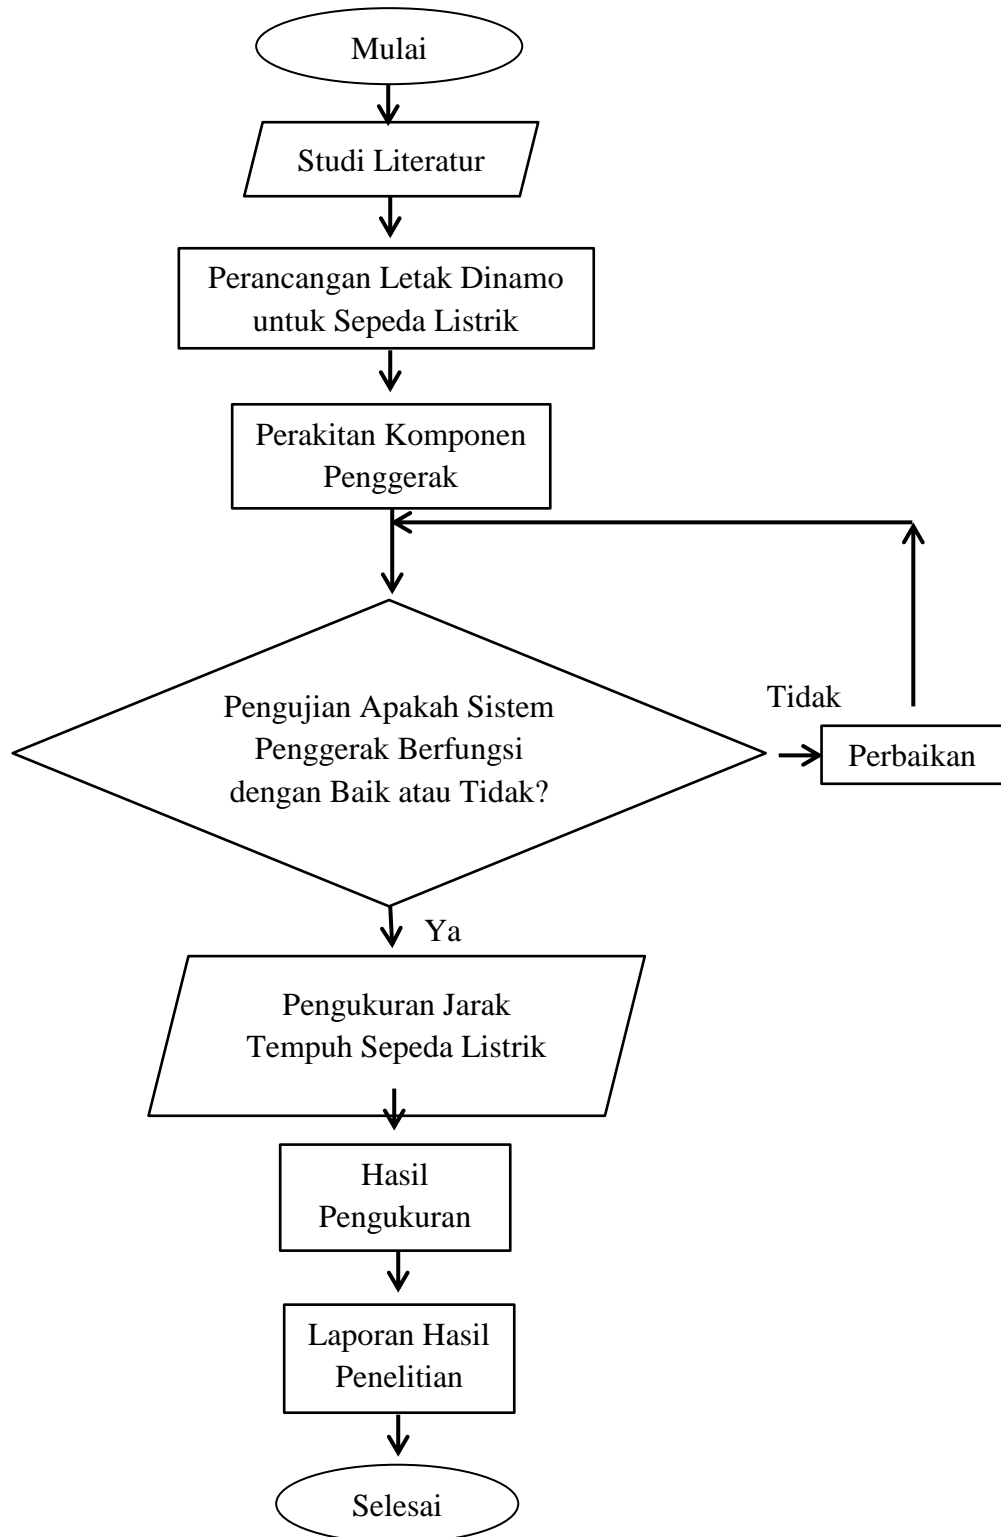 Mulai
Studi Literatur
Perancangan Letak Dinamo
untuk Sepeda Listrik
Perakitan Komponen
Penggerak
Pengujian Apakah Sistem
Penggerak Berfungsi
dengan Baik atau Tidak?
Tidak
Perbaikan
Ya
Pengukuran Jarak
Tempuh Sepeda Listrik
Hasil
Pengukuran
Laporan Hasil
Penelitian
Selesai